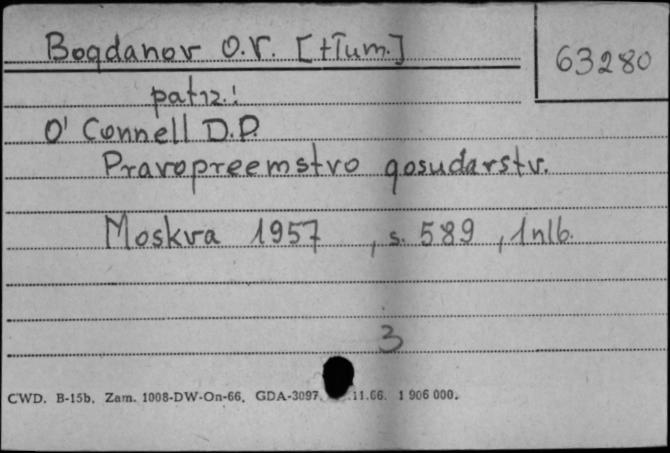 Bogdanov O.V. [tłum.]
63280
patrz:
O' Connell D.P.
Pravopreemstvo gosudarstv.
Moskva 1957, s. 589, 1nlb.
3
CWD. B-15b. Zam. 1008-DW-On-66. GDA-3097 .11.66. 1 906 000.